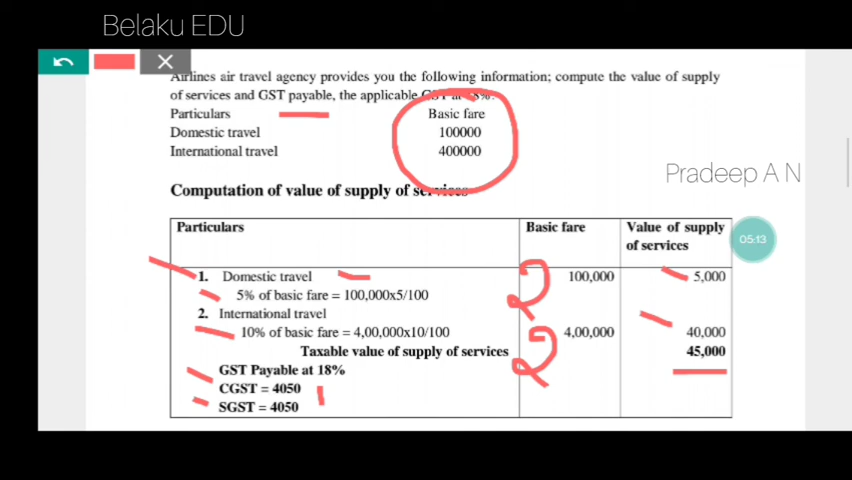 Belaku EDU
Airlines air travel agency provides you the following information; compute the value of supply
of services and GST payable, the applicable GST at 18%.
Particulars Basic fare
Domestic travel 100000
International travel 400000
Pradeep A N
Computation of value of supply of services
Particulars Basic fare Value of supply
of services
05:13
1. Domestic travel 100,000 5,000
5% of basic fare = 100,000x5/100
2. International travel
10% of basic fare = 4,00,000x10/100 4,00,000 40,000
Taxable value of supply of services 45,000
GST Payable at 18%
CGST = 4050
SGST = 4050